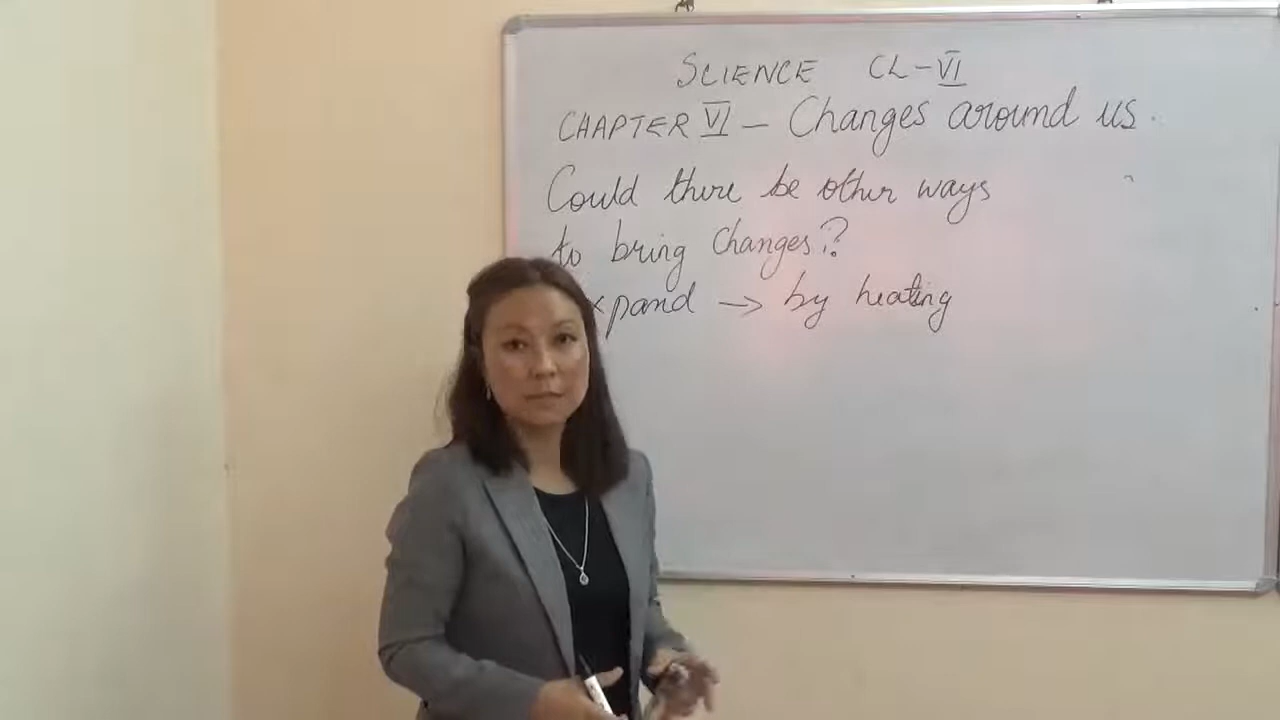 SCIENCE CL-VI
CHAPTER VI – Changes around us.
Could there be other ways
to bring changes?
xpand → by heating